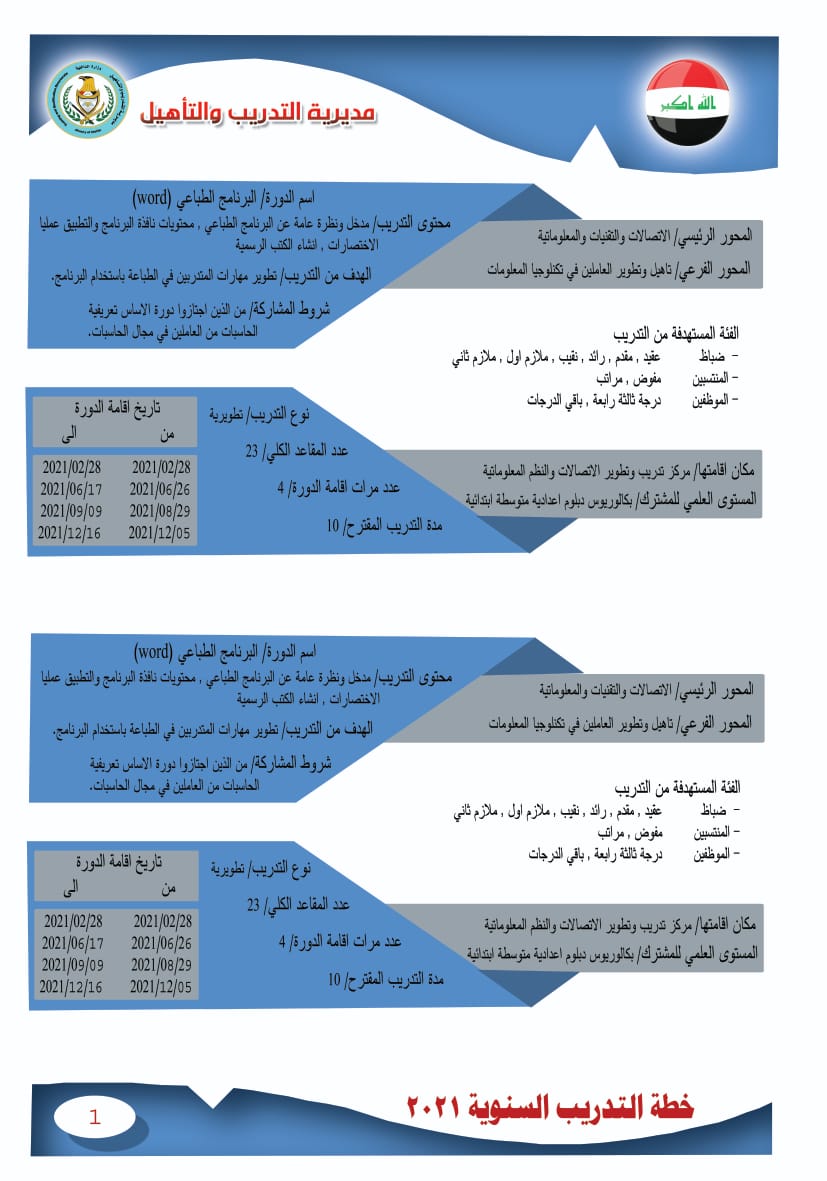 مديرية التدريب والتأهيل
الله اكبر
وزارة الداخلية
اسم الدورة/ البرنامج الطباعي (word)
محتوى التدريب/ مدخل ونظرة عامة عن البرنامج الطباعي , محتويات نافذة البرنامج والتطبيق عمليا
الاختصارات , انشاء الكتب الرسمية
الهدف من التدريب/ تطوير مهارات المتدربين في الطباعة باستخدام البرنامج.
شروط المشاركة/ من الذين اجتازوا دورة الاساس تعريفية
الحاسبات من العاملين في مجال الحاسبات.
المحور الرئيسي/ الاتصالات والتقنيات والمعلوماتية
المحور الفرعي/ تاهيل وتطوير العاملين في تكنلوجيا المعلومات
الفئة المستهدفة من التدريب
- ضباط عقيد , مقدم , رائد , نقيب , ملازم اول , ملازم ثاني
- المنتسبين مفوض , مراتب
- الموظفين درجة ثالثة رابعة , باقي الدرجات
مكان اقامتها/ مركز تدريب وتطوير الاتصالات والنظم المعلوماتية
المستوى العلمي للمشترك/ بكالوريوس دبلوم اعدادية متوسطة ابتدائية
نوع التدريب/ تطويرية
عدد المقاعد الكلي/ 23
عدد مرات اقامة الدورة/ 4
مدة التدريب المقترح/ 10
تاريخ اقامة الدورة
من الى
2021/02/28 2021/02/28
2021/06/26 2021/06/17
2021/08/29 2021/09/09
2021/12/05 2021/12/16
اسم الدورة/ البرنامج الطباعي (word)
محتوى التدريب/ مدخل ونظرة عامة عن البرنامج الطباعي , محتويات نافذة البرنامج والتطبيق عمليا
الاختصارات , انشاء الكتب الرسمية
الهدف من التدريب/ تطوير مهارات المتدربين في الطباعة باستخدام البرنامج.
شروط المشاركة/ من الذين اجتازوا دورة الاساس تعريفية
الحاسبات من العاملين في مجال الحاسبات.
المحور الرئيسي/ الاتصالات والتقنيات والمعلوماتية
المحور الفرعي/ تاهيل وتطوير العاملين في تكنلوجيا المعلومات
الفئة المستهدفة من التدريب
- ضباط عقيد , مقدم , رائد , نقيب , ملازم اول , ملازم ثاني
- المنتسبين مفوض , مراتب
- الموظفين درجة ثالثة رابعة , باقي الدرجات
مكان اقامتها/ مركز تدريب وتطوير الاتصالات والنظم المعلوماتية
المستوى العلمي للمشترك/ بكالوريوس دبلوم اعدادية متوسطة ابتدائية
نوع التدريب/ تطويرية
عدد المقاعد الكلي/ 23
عدد مرات اقامة الدورة/ 4
مدة التدريب المقترح/ 10
تاريخ اقامة الدورة
من الى
2021/02/28 2021/02/28
2021/06/26 2021/06/17
2021/08/29 2021/09/09
2021/12/05 2021/12/16
خطة التدريب السنوية ٢٠٢١
1